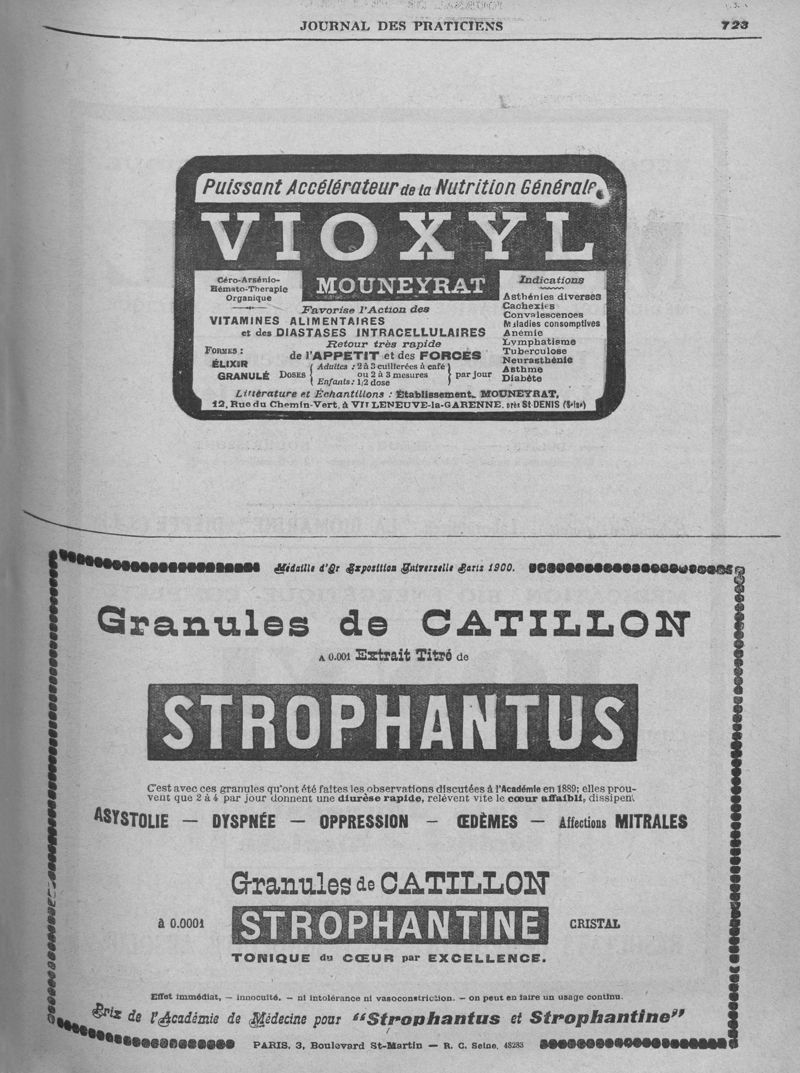 JOURNAL DES PRATICIENS 723
Puissant Accélérateur de la Nutrition Générale
VIOXYL
MOUNEYRAT
Céro-Arsénio-
Hémato-Therapie
Organique
Favorise l'Action des
VITAMINES ALIMENTAIRES
et des DIASTASES INTRACELLULAIRES
Retour très rapide
de l'APPÉTIT et des FORCES
FORMES :
ÉLIXIR
GRANULÉ
DOSES
Adultes : 2 à 3 cuillerées à café
ou 2 à 3 mesures
Enfants : 1/2 dose
par jour
Indications
Asthénies diverses
Cachexies
Convalescences
Maladies consomptives
Anémie
Lymphatisme
Tuberculose
Neurasthénie
Asthme
Diabète
Littérature et Échantillons : Établissements MOUNEYRAT,
12, Rue du Chemin-Vert, à VILLENEUVE-la-GARENNE, près St-DENIS (Seine)
Médaille d'Or Exposition Universelle Paris 1900.
Granules de CATILLON
A 0.001 Extrait Titré de
STROPHANTUS
C'est avec ces granules qu'ont été faites les observations discutées à l'Académie en 1889; elles prou-
vent que 2 à 4 par jour donnent une diurèse rapide, relèvent vite le cœur affaibli, dissipent
ASYSTOLIE — DYSPNÉE — OPPRESSION — ŒDÈMES — Affections MITRALES
Granules de CATILLON
à 0.0001 STROPHANTINE CRISTAL
TONIQUE du CŒUR par EXCELLENCE.
Effet immédiat, — innocuité. — ni intolérance ni vasoconstriction. — on peut en faire un usage continu.
Prix de l'Académie de Médecine pour "Strophantus et Strophantine"
PARIS, 3, Boulevard St-Martin — R. C. Seine, 48283